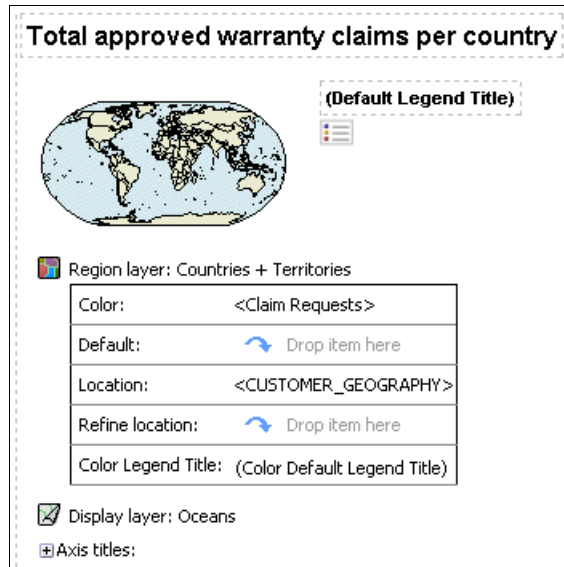 Total approved warranty claims per country
(Default Legend Title)
Region layer: Countries + Territories
Color: <Claim Requests>
Default: Drop item here
Location: <CUSTOMER_GEOGRAPHY>
Refine location: Drop item here
Color Legend Title: (Color Default Legend Title)
Display layer: Oceans
Axis titles: